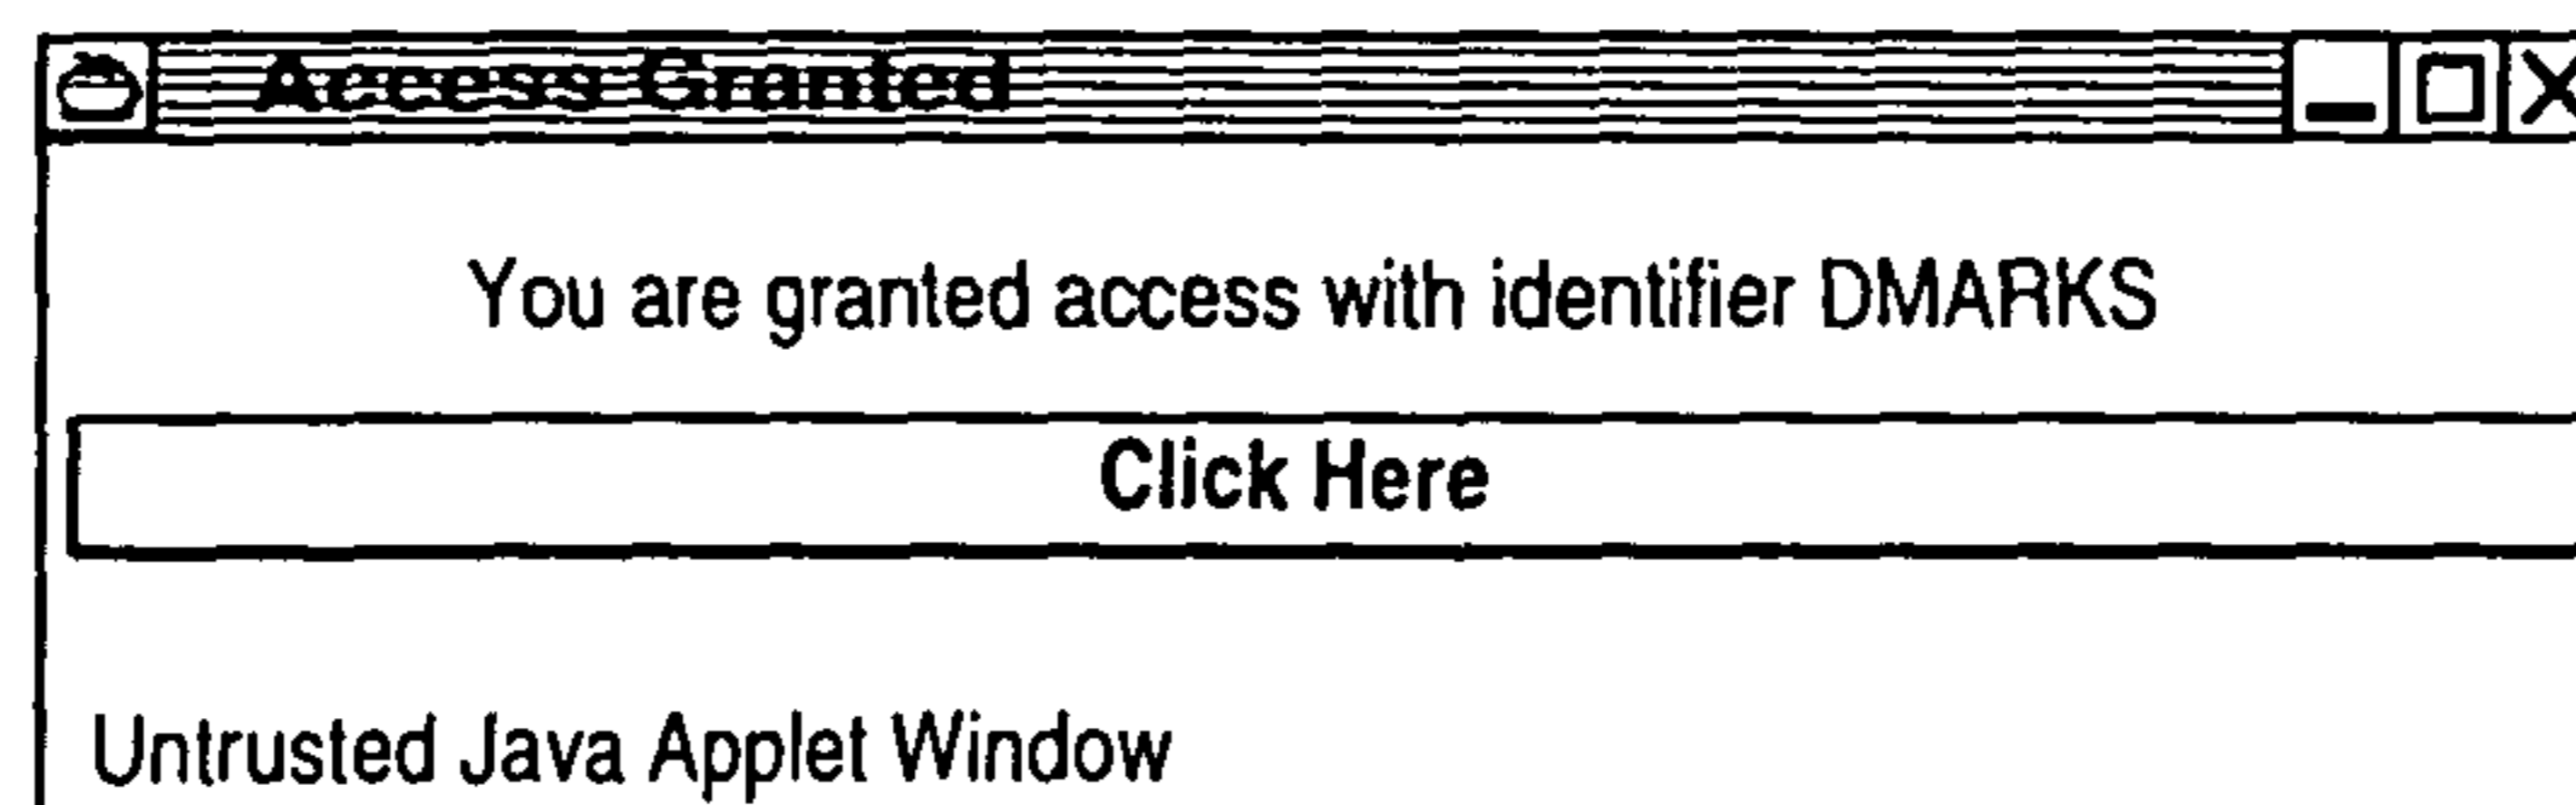 Access Granted
You are granted access with identifier DMARKS
Click Here
Untrusted Java Applet Window